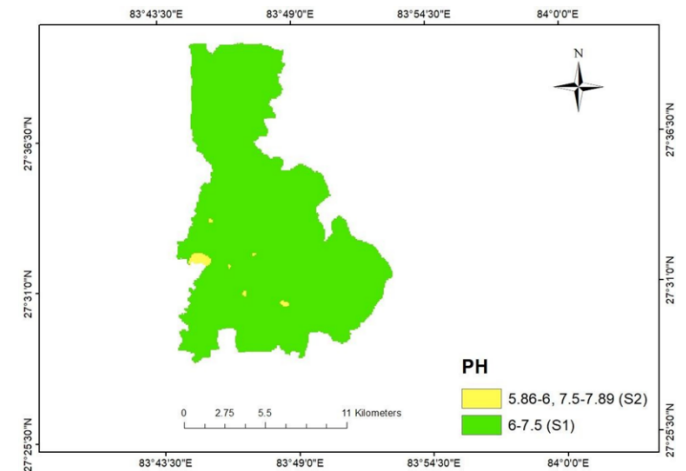 83°43'30"E 83°49'0"E 83°54'30"E 84°0'0"E
N
27°36'30"N 27°36'30"N
27°31'0"N 27°31'0"N
PH
5.86-6, 7.5-7.89 (S2)
0 2.75 5.5 11 Kilometers
6-7.5 (S1)
27°25'30"N 27°25'30"N
83°43'30"E 83°49'0"E 83°54'30"E 84°0'0"E